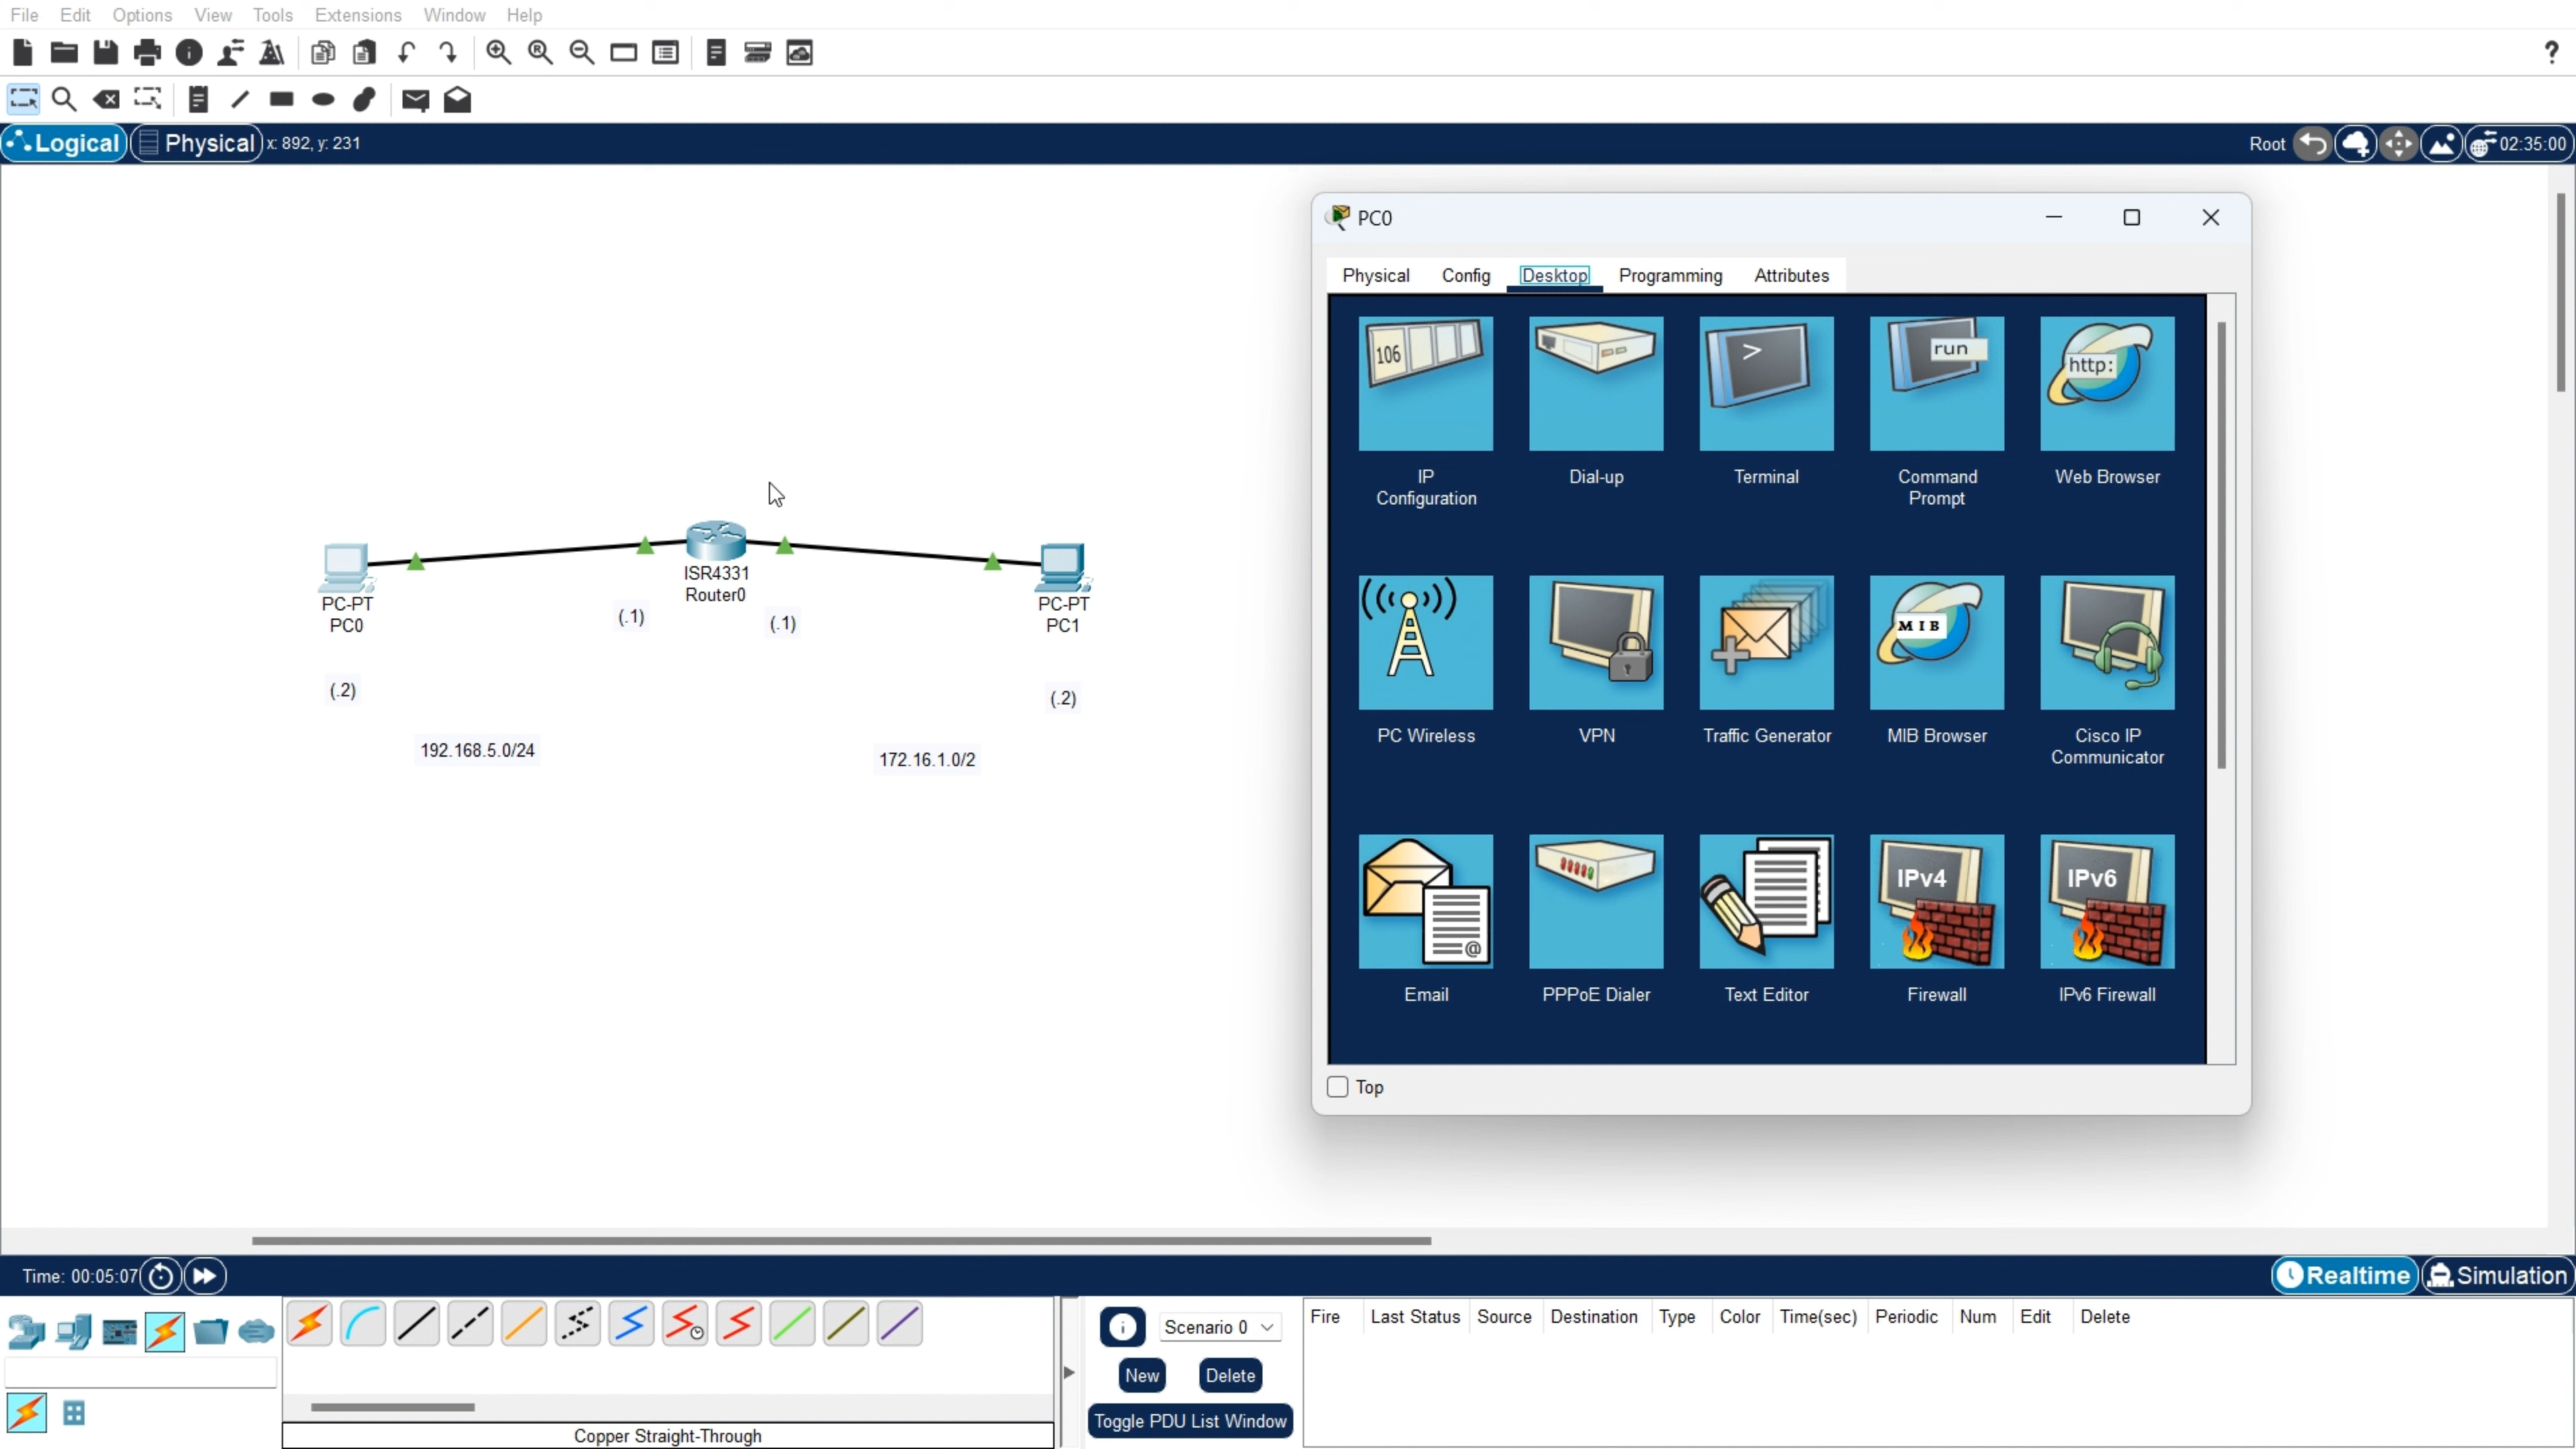 File Edit Options View Tools Extensions Window Help
?
Logical Physical x: 892, y: 231 Root 02:35:00
PC0
Physical Config Desktop Programming Attributes
106 > run http:
IP Configuration
Dial-up
Terminal
Command Prompt
Web Browser
MIB
PC Wireless
VPN
Traffic Generator
MIB Browser
Cisco IP Communicator
@ IPv4 IPv6
Email
PPPoE Dialer
Text Editor
Firewall
IPv6 Firewall
Top
ISR4331
Router0
PC-PT
PC0
PC-PT
PC1
(.1)
(.1)
(.2)
(.2)
192.168.5.0/24
172.16.1.0/2
Time: 00:05:07 Realtime Simulation
Scenario 0
New Delete
Toggle PDU List Window
Fire Last Status Source Destination Type Color Time(sec) Periodic Num Edit Delete
Copper Straight-Through